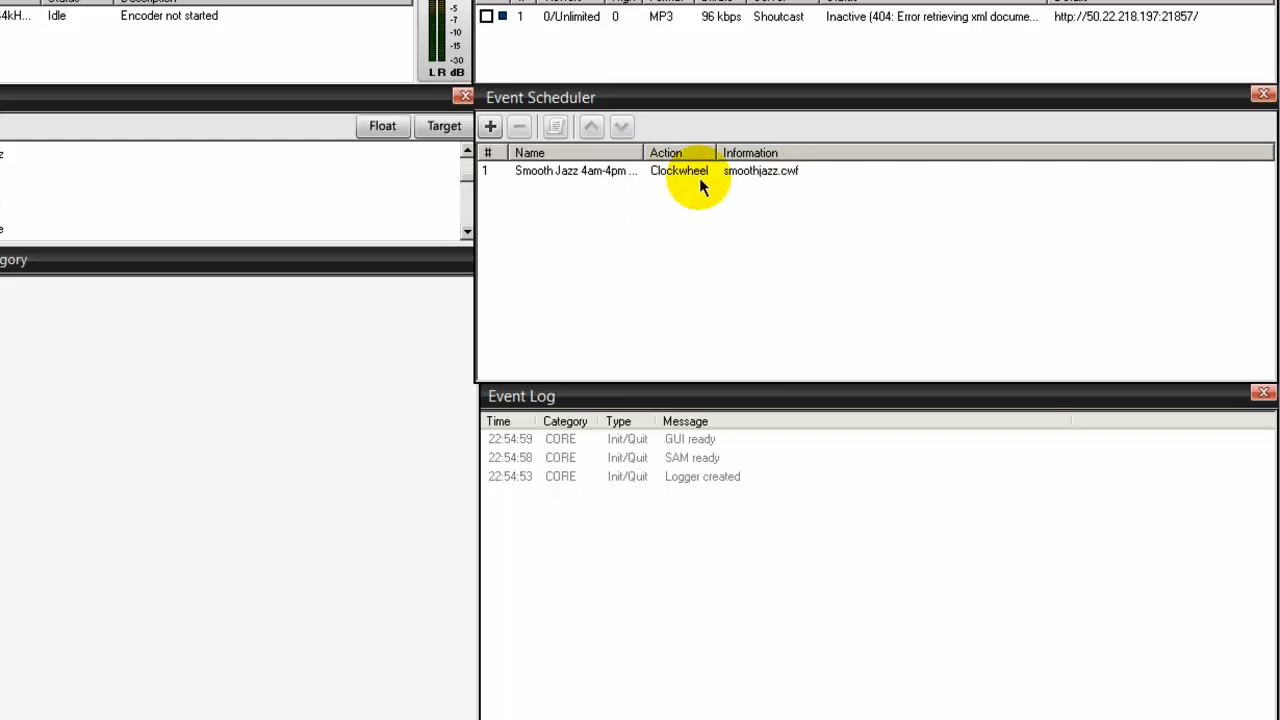 44kH... Idle Encoder not started
-5
-7
-10
-15
-30
L R dB
1 0/Unlimited 0 MP3 96 kbps Shoutcast Inactive (404: Error retrieving xml docume... http://50.22.218.197:21857/
Event Scheduler
Float Target
# Name Action Information
1 Smooth Jazz 4am-4pm ... Clockwheel smoothjazz.cwf
gory
Event Log
Time Category Type Message
22:54:59 CORE Init/Quit GUI ready
22:54:58 CORE Init/Quit SAM ready
22:54:53 CORE Init/Quit Logger created